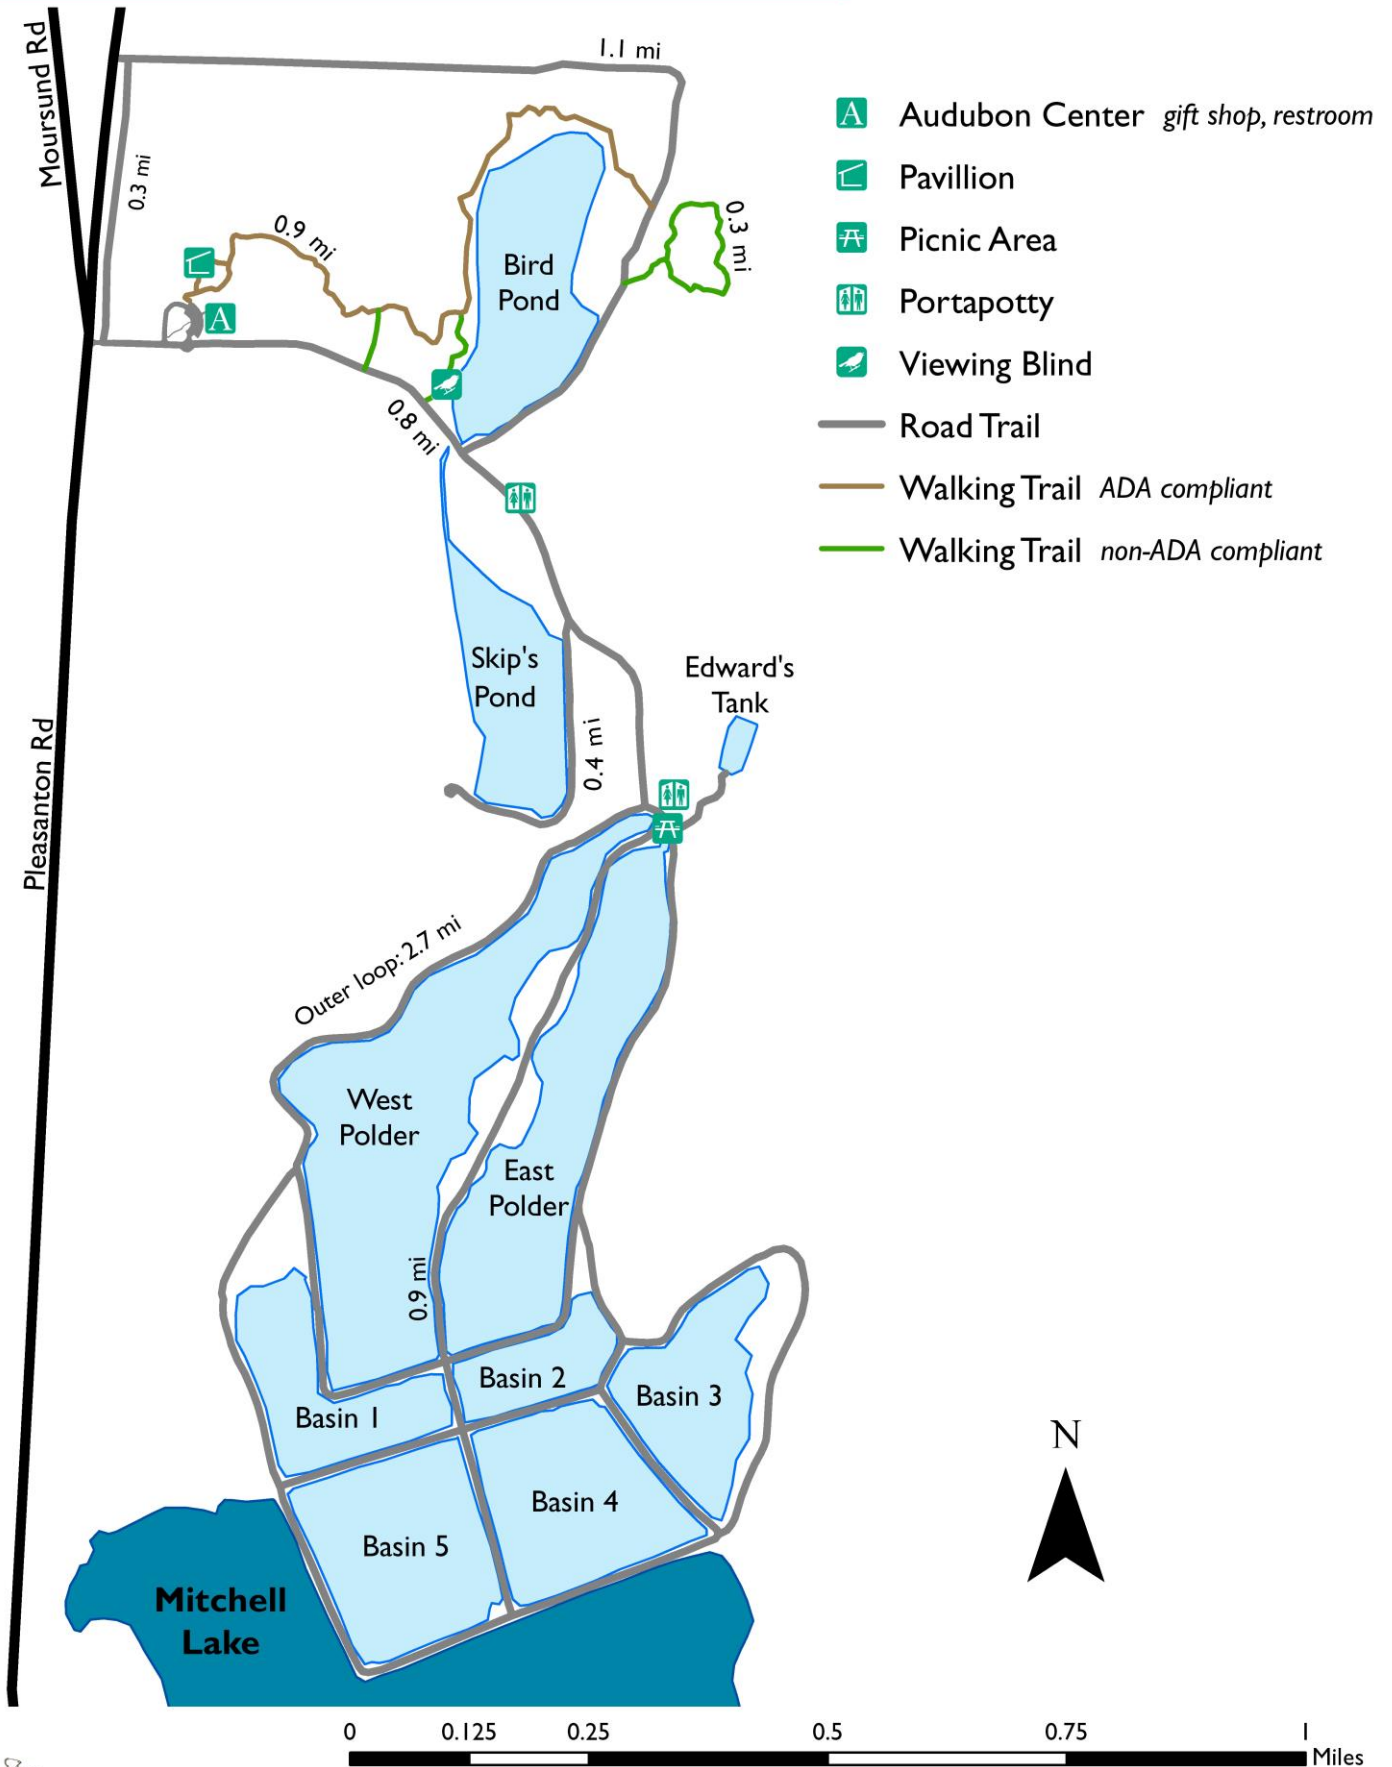 Moursund Rd
1.1 mi
0.3 mi
0.9 mi
0.3 mi
Bird
Pond
A
0.8 mi
A Audubon Center gift shop, restroom
Pavillion
Picnic Area
Portapotty
Viewing Blind
Road Trail
Walking Trail ADA compliant
Walking Trail non-ADA compliant
Skip's
Pond
Edward's
Tank
0.4 mi
Pleasanton Rd
Outer loop: 2.7 mi
West
Polder
East
Polder
0.9 mi
Basin 2
Basin 3
Basin 1
Basin 4
Basin 5
Mitchell
Lake
N
0 0.125 0.25 0.5 0.75 1
Miles